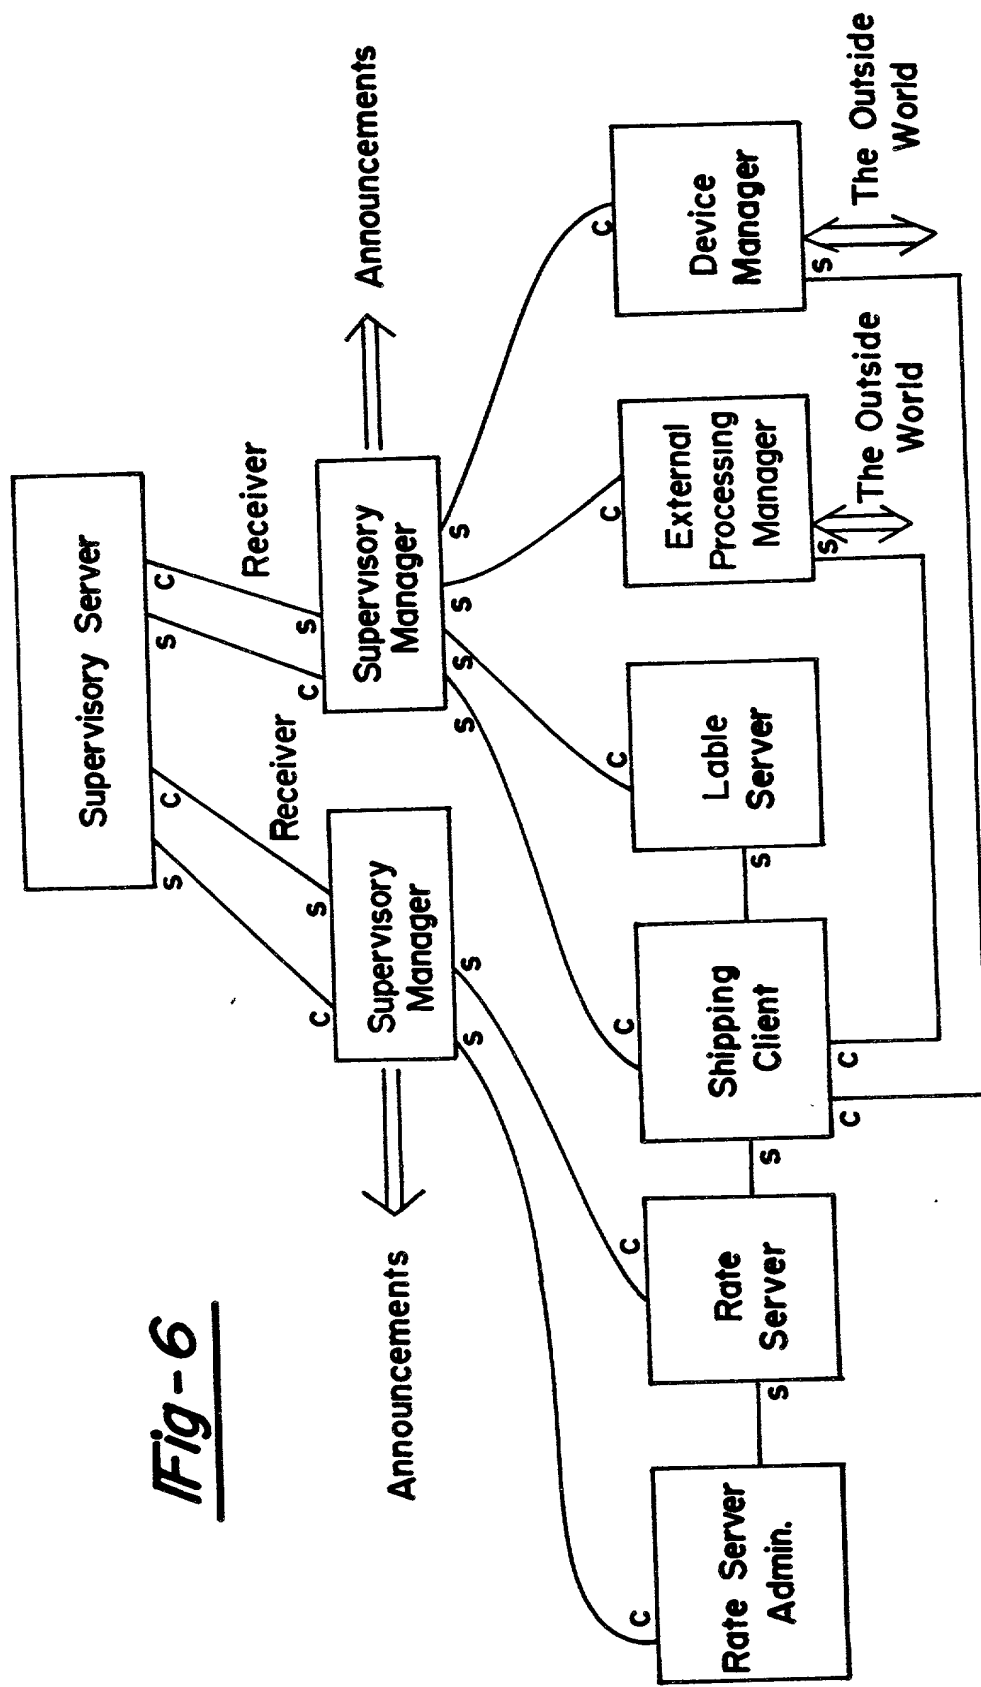 Fig-6
Supervisory Server
S
C
S
C
Receiver
Receiver
C
S
C
S
Announcements
Supervisory
Manager
Supervisory
Manager
Announcements
S
S
S
S
S
S
C
C
C
C
C
C
Rate Server
Admin.
S
Rate
Server
S
Shipping
Client
S
Lable
Server
External
Processing
Manager
Device
Manager
C
C
S
S
The Outside
World
The Outside
World